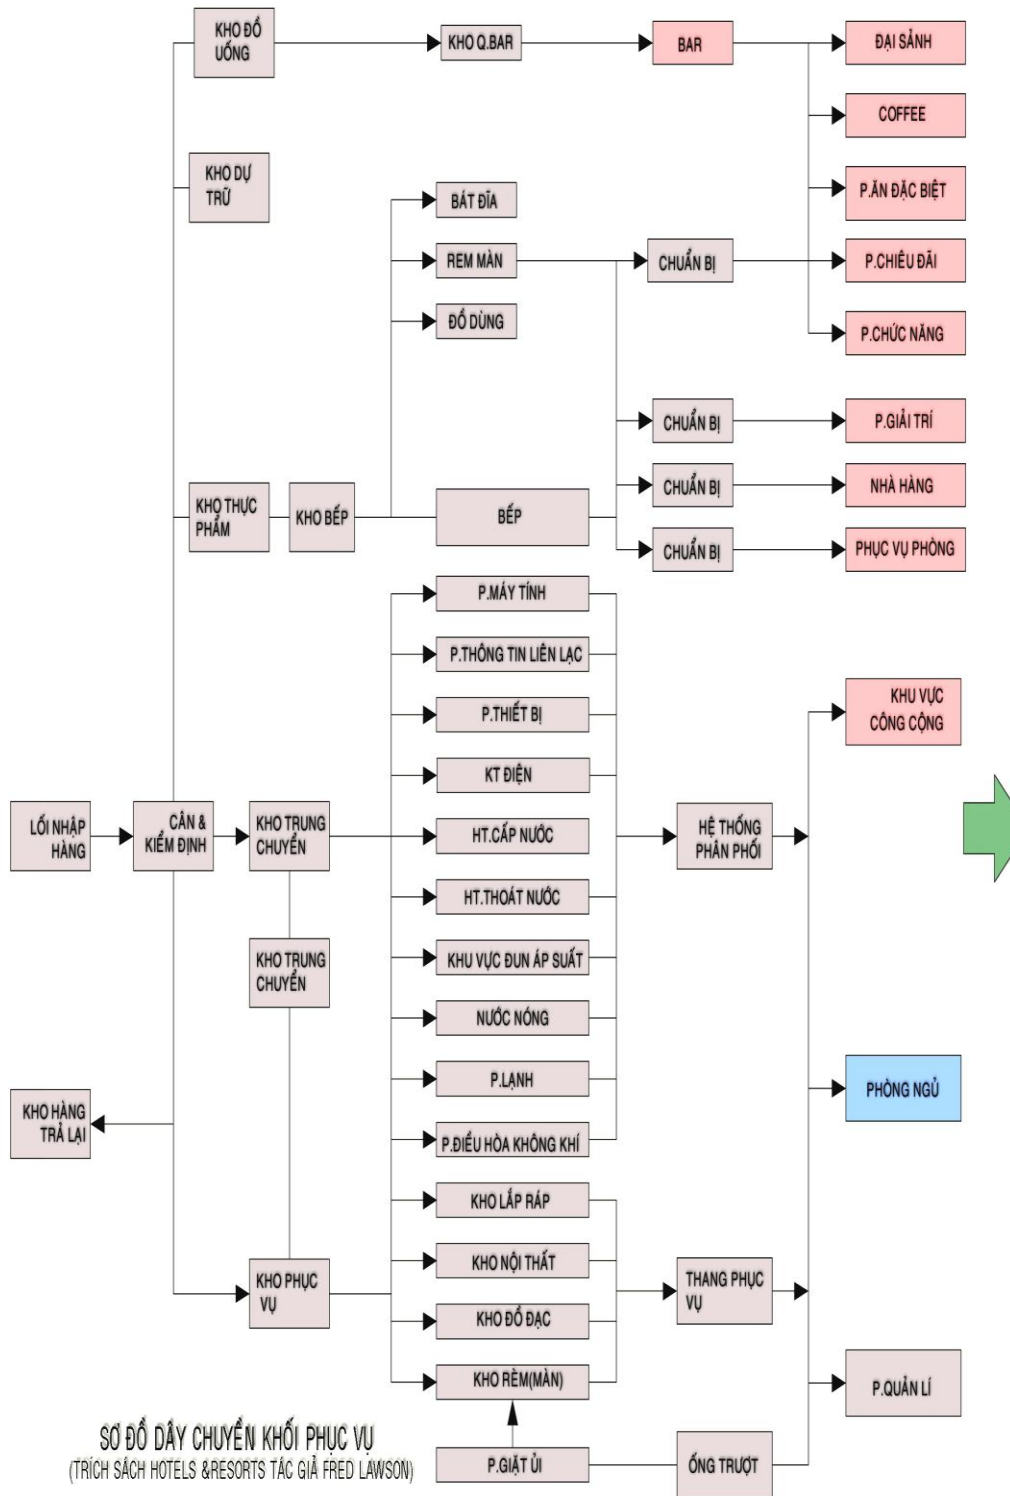 KHO ĐỒ
UỐNG
KHO Q.BAR
BAR
ĐẠI SẢNH
COFFEE
KHO DỰ
TRỮ
BÁT ĐĨA
P.ĂN ĐẶC BIỆT
REM MÀN
CHUẨN BỊ
P.CHIÊU ĐÃI
ĐỒ DÙNG
P.CHỨC NĂNG
CHUẨN BỊ
P.GIẢI TRÍ
KHO THỰC
PHẨM
KHO BẾP
BẾP
CHUẨN BỊ
NHÀ HÀNG
CHUẨN BỊ
PHỤC VỤ PHÒNG
P.MÁY TÍNH
P.THÔNG TIN LIÊN LẠC
P.THIẾT BỊ
KHU VỰC
CÔNG CỘNG
KT ĐIỆN
LỐI NHẬP
HÀNG
CÂN &
KIỂM ĐỊNH
KHO TRUNG
CHUYỂN
HT.CẤP NƯỚC
HỆ THỐNG
PHÂN PHỐI
HT.THOÁT NƯỚC
KHO TRUNG
CHUYỂN
KHU VỰC ĐUN ÁP SUẤT
NƯỚC NÓNG
P.LẠNH
PHÒNG NGỦ
KHO HÀNG
TRẢ LẠI
P.ĐIỀU HÒA KHÔNG KHÍ
KHO LẮP RÁP
KHO NỘI THẤT
KHO PHỤC
VỤ
THANG PHỤC
VỤ
KHO ĐỒ ĐẠC
KHO RÈM(MÀN)
P.QUẢN LÍ
SƠ ĐỒ DÂY CHUYỀN KHỐI PHỤC VỤ
(TRÍCH SÁCH HOTELS &RESORTS TÁC GIẢ FRED LAWSON)
P.GIẶT ỦI
ỐNG TRƯỢT